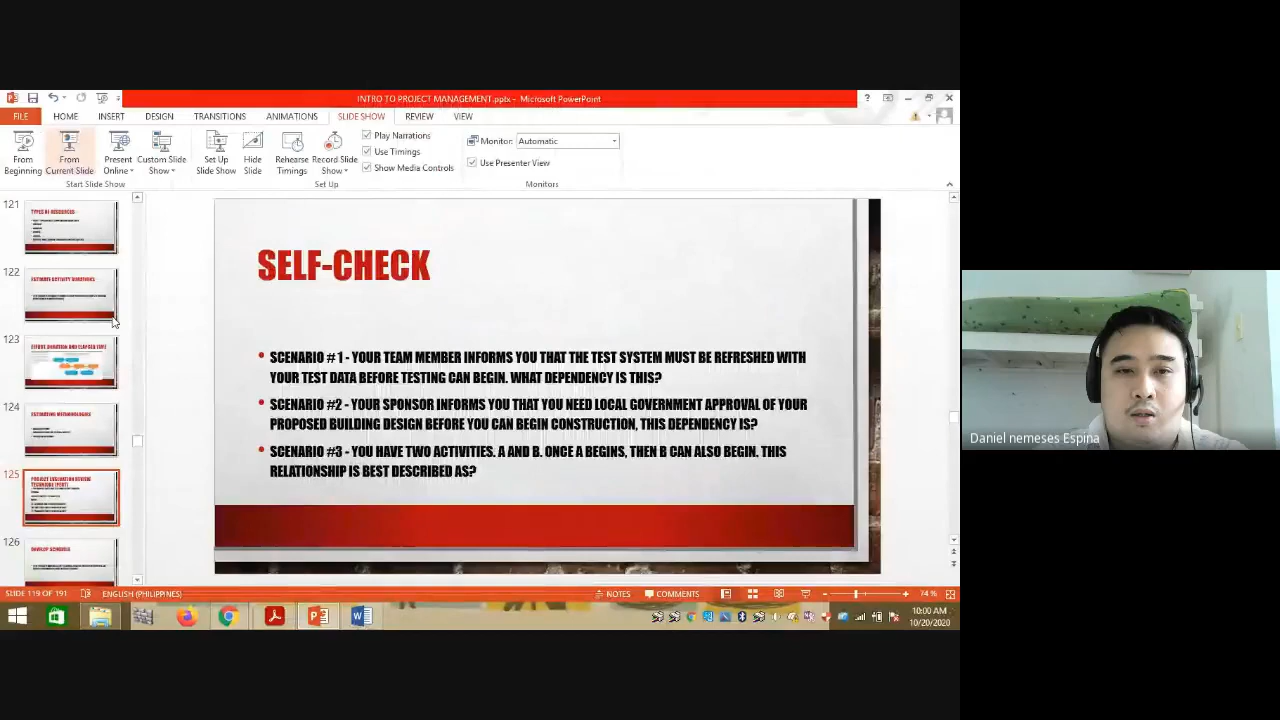 INTRO TO PROJECT MANAGEMENT.pptx - Microsoft PowerPoint
FILE HOME INSERT DESIGN TRANSITIONS ANIMATIONS SLIDE SHOW REVIEW VIEW
From Beginning
From Current Slide
Present Online
Custom Slide Show
Set Up Slide Show
Hide Slide
Rehearse Timings
Record Slide Show
Play Narrations
Use Timings
Show Media Controls
Monitor: Automatic
Use Presenter View
Start Slide Show
Set Up
Monitors
121
TYPES OF RESOURCES
122
ESTIMATE ACTIVITY DURATIONS
123
EFFORT, DURATION AND ELAPSED TIME
124
ESTIMATING METHODOLOGIES
125
PROJECT EVALUATION REVIEW
TECHNIQUE (PERT)
126
DEVELOP SCHEDULE
SELF-CHECK
• SCENARIO #1 - YOUR TEAM MEMBER INFORMS YOU THAT THE TEST SYSTEM MUST BE REFRESHED WITH
YOUR TEST DATA BEFORE TESTING CAN BEGIN. WHAT DEPENDENCY IS THIS?
• SCENARIO #2 - YOUR SPONSOR INFORMS YOU THAT YOU NEED LOCAL GOVERNMENT APPROVAL OF YOUR
PROPOSED BUILDING DESIGN BEFORE YOU CAN BEGIN CONSTRUCTION, THIS DEPENDENCY IS?
• SCENARIO #3 - YOU HAVE TWO ACTIVITIES. A AND B. ONCE A BEGINS, THEN B CAN ALSO BEGIN. THIS
RELATIONSHIP IS BEST DESCRIBED AS?
Daniel nemeses Espina
SLIDE 119 OF 191 ENGLISH (PHILIPPINES)
NOTES COMMENTS 74 %
10:00 AM
10/20/2020